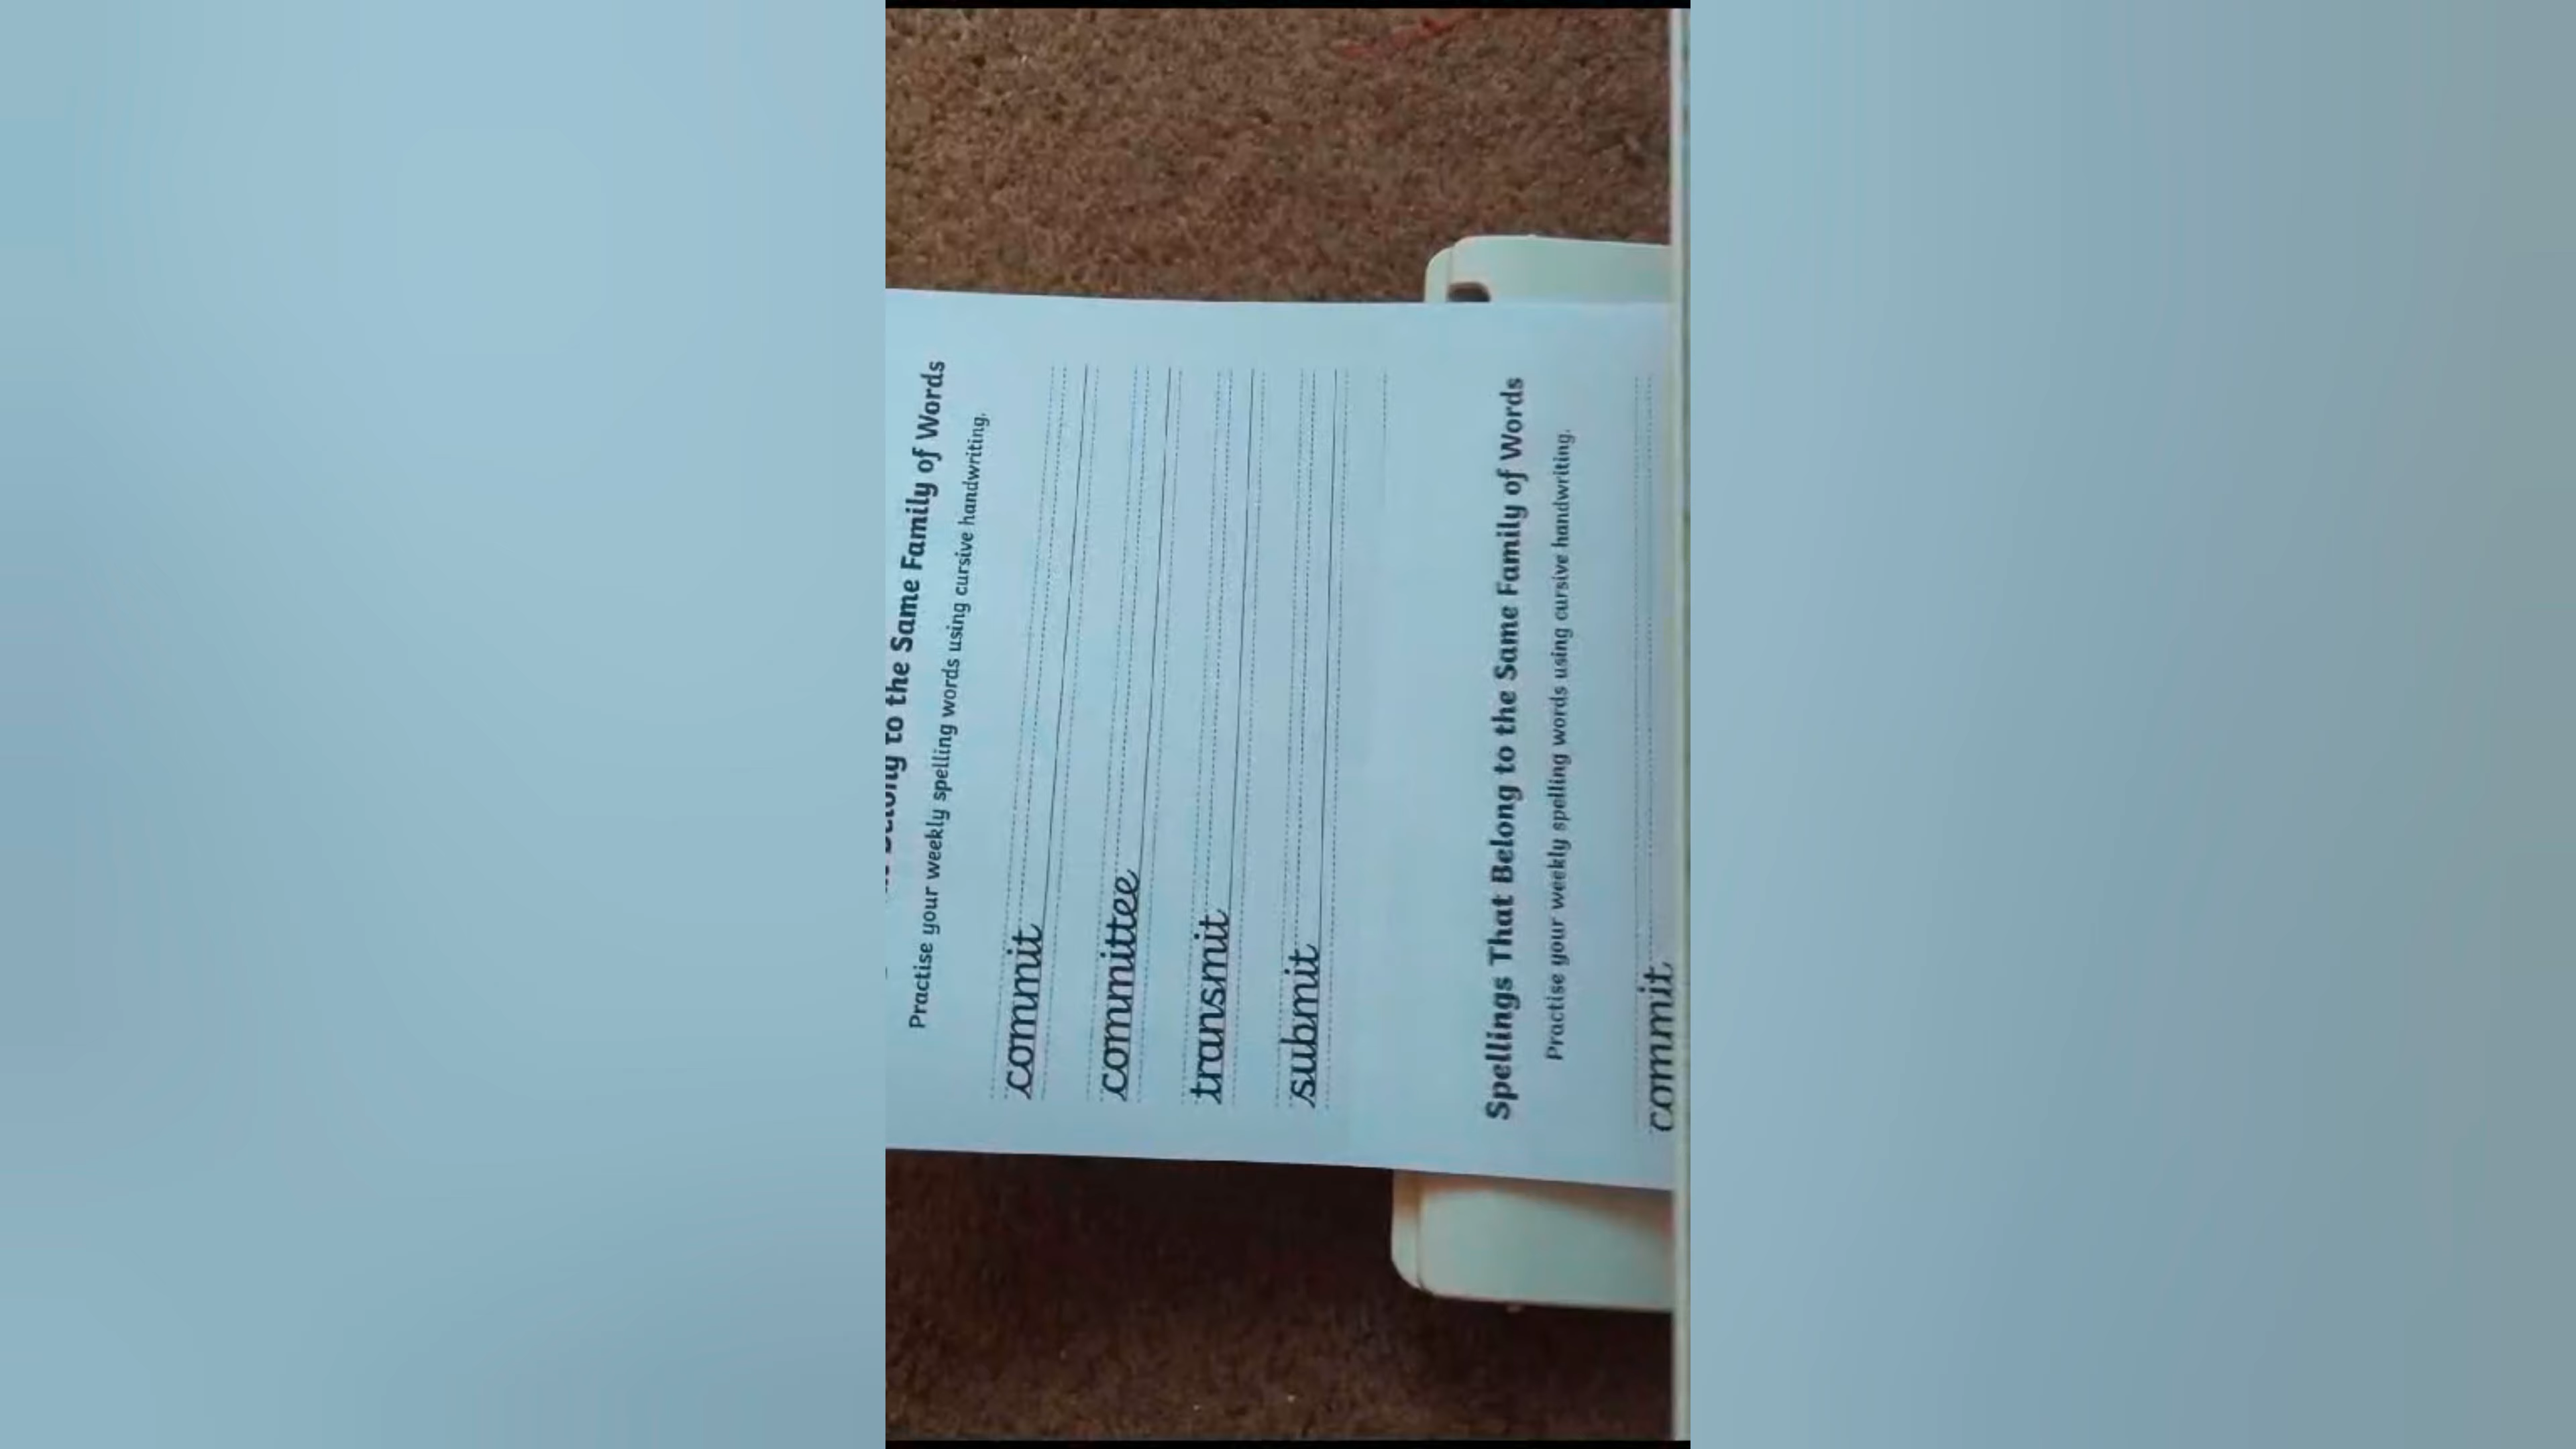 Belong to the Same Family of Words
Practise your weekly spelling words using cursive handwriting.
commit
committee
transmit
submit
Spellings That Belong to the Same Family of Words
Practise your weekly spelling words using cursive handwriting.
commit